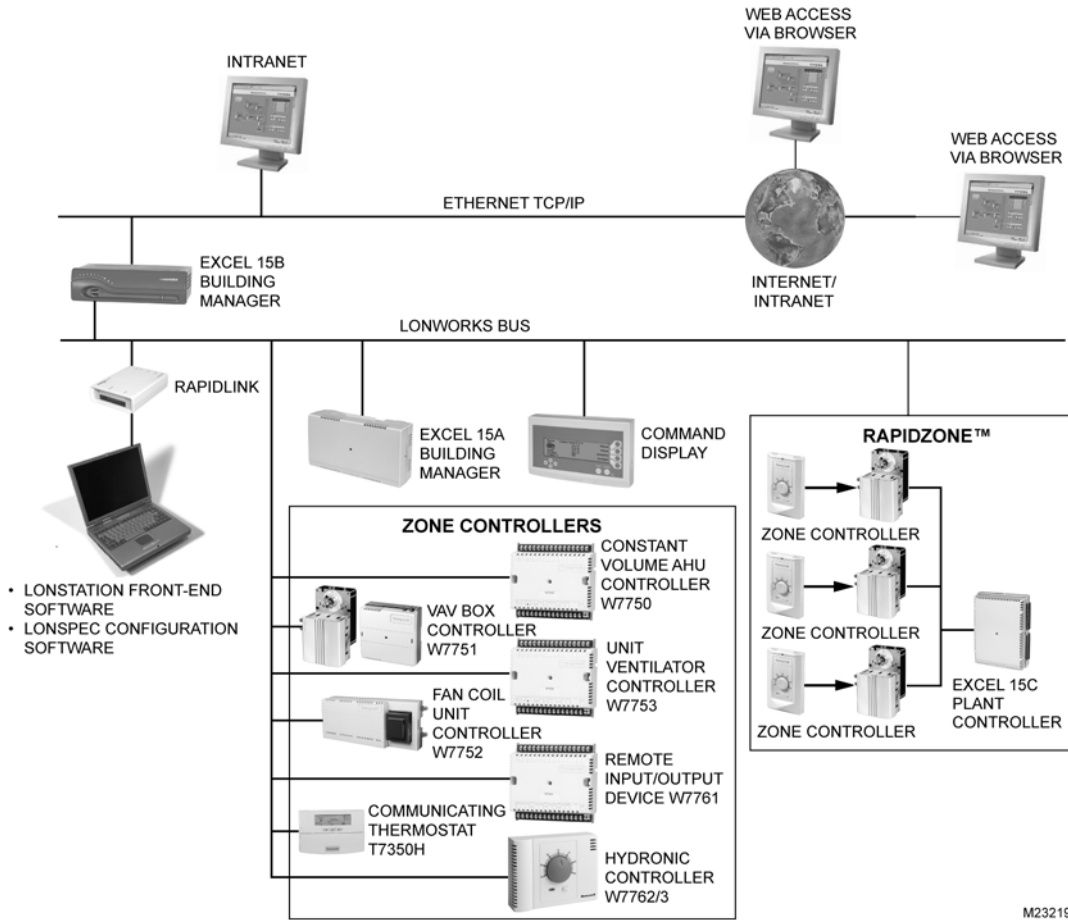 WEB ACCESS
VIA BROWSER
INTRANET
WEB ACCESS
VIA BROWSER
ETHERNET TCP/IP
EXCEL 15B
BUILDING
MANAGER
INTERNET/
INTRANET
LONWORKS BUS
RAPIDLINK
EXCEL 15A
BUILDING
MANAGER
COMMAND
DISPLAY
• LONSTATION FRONT-END
SOFTWARE
• LONSPEC CONFIGURATION
SOFTWARE
ZONE CONTROLLERS
CONSTANT
VOLUME AHU
CONTROLLER
W7750
VAV BOX
CONTROLLER
W7751
UNIT
VENTILATOR
CONTROLLER
W7753
FAN COIL
UNIT
CONTROLLER
W7752
REMOTE
INPUT/OUTPUT
DEVICE W7761
COMMUNICATING
THERMOSTAT
T7350H
HYDRONIC
CONTROLLER
W7762/3
RAPIDZONE™
ZONE CONTROLLER
ZONE CONTROLLER
ZONE CONTROLLER
EXCEL 15C
PLANT
CONTROLLER
M23219